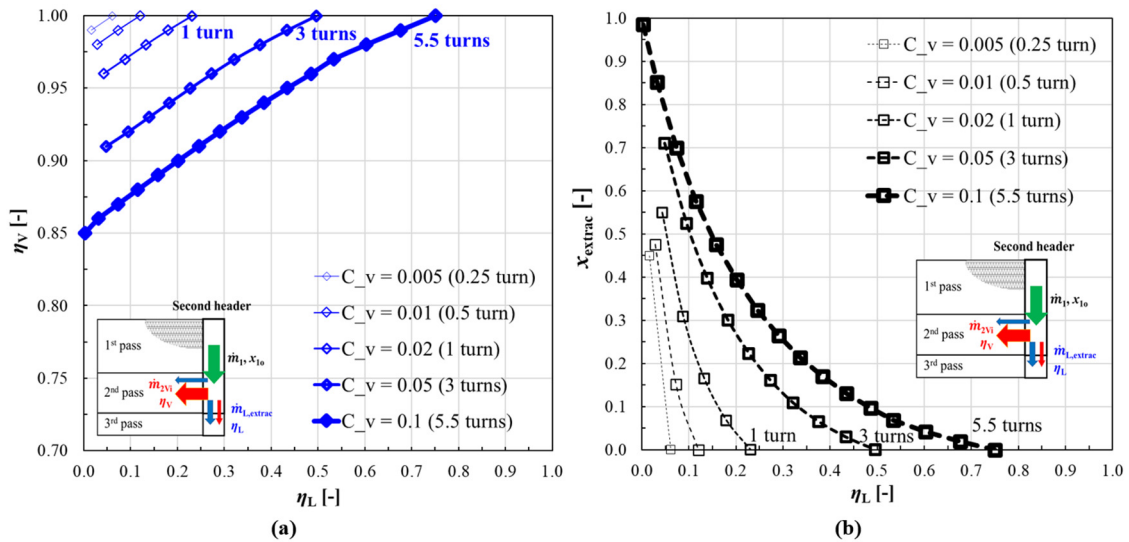 1.00
0.95
0.90
0.85
0.80
0.75
0.70
η_V [-]
1 turn
3 turns
5.5 turns
C_v = 0.005 (0.25 turn)
C_v = 0.01 (0.5 turn)
C_v = 0.02 (1 turn)
C_v = 0.05 (3 turns)
C_v = 0.1 (5.5 turns)
Second header
1st pass
2nd pass
3rd pass
ṁ₁, x₁ₒ
ṁ_2Vi
η_V
ṁ_L,extrac
η_L
0.0 0.1 0.2 0.3 0.4 0.5 0.6 0.7 0.8 0.9 1.0
η_L [-]
(a)
1.0
0.9
0.8
0.7
0.6
0.5
0.4
0.3
0.2
0.1
0.0
x_extrac [-]
C_v = 0.005 (0.25 turn)
C_v = 0.01 (0.5 turn)
C_v = 0.02 (1 turn)
C_v = 0.05 (3 turns)
C_v = 0.1 (5.5 turns)
Second header
1st pass
2nd pass
3rd pass
ṁ₁, x₁ₒ
ṁ_2Vi
η_V
ṁ_L,extrac
η_L
1 turn
3 turns
5.5 turns
0.0 0.1 0.2 0.3 0.4 0.5 0.6 0.7 0.8 0.9 1.0
η_L [-]
(b)